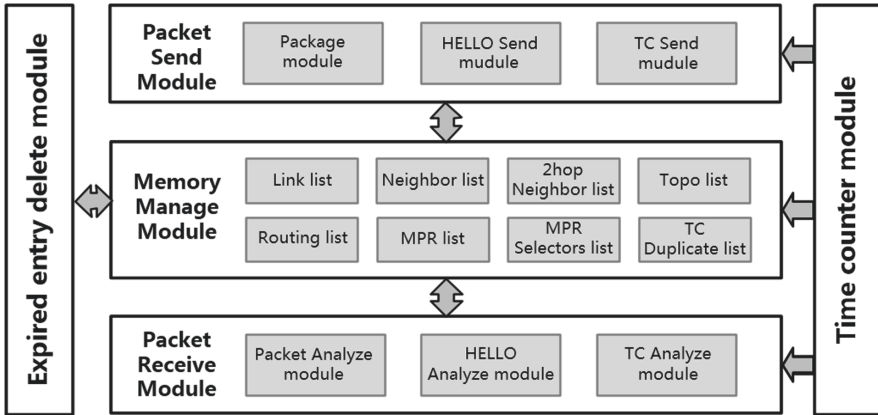 Expired entry delete module
Packet
Send
Module
Package
module
HELLO Send
mudule
TC Send
mudule
Memory
Manage
Module
Link list
Neighbor list
2hop
Neighbor list
Topo list
Routing list
MPR list
MPR
Selectors list
TC
Duplicate list
Packet
Receive
Module
Packet Analyze
module
HELLO
Analyze module
TC Analyze
module
Time counter module